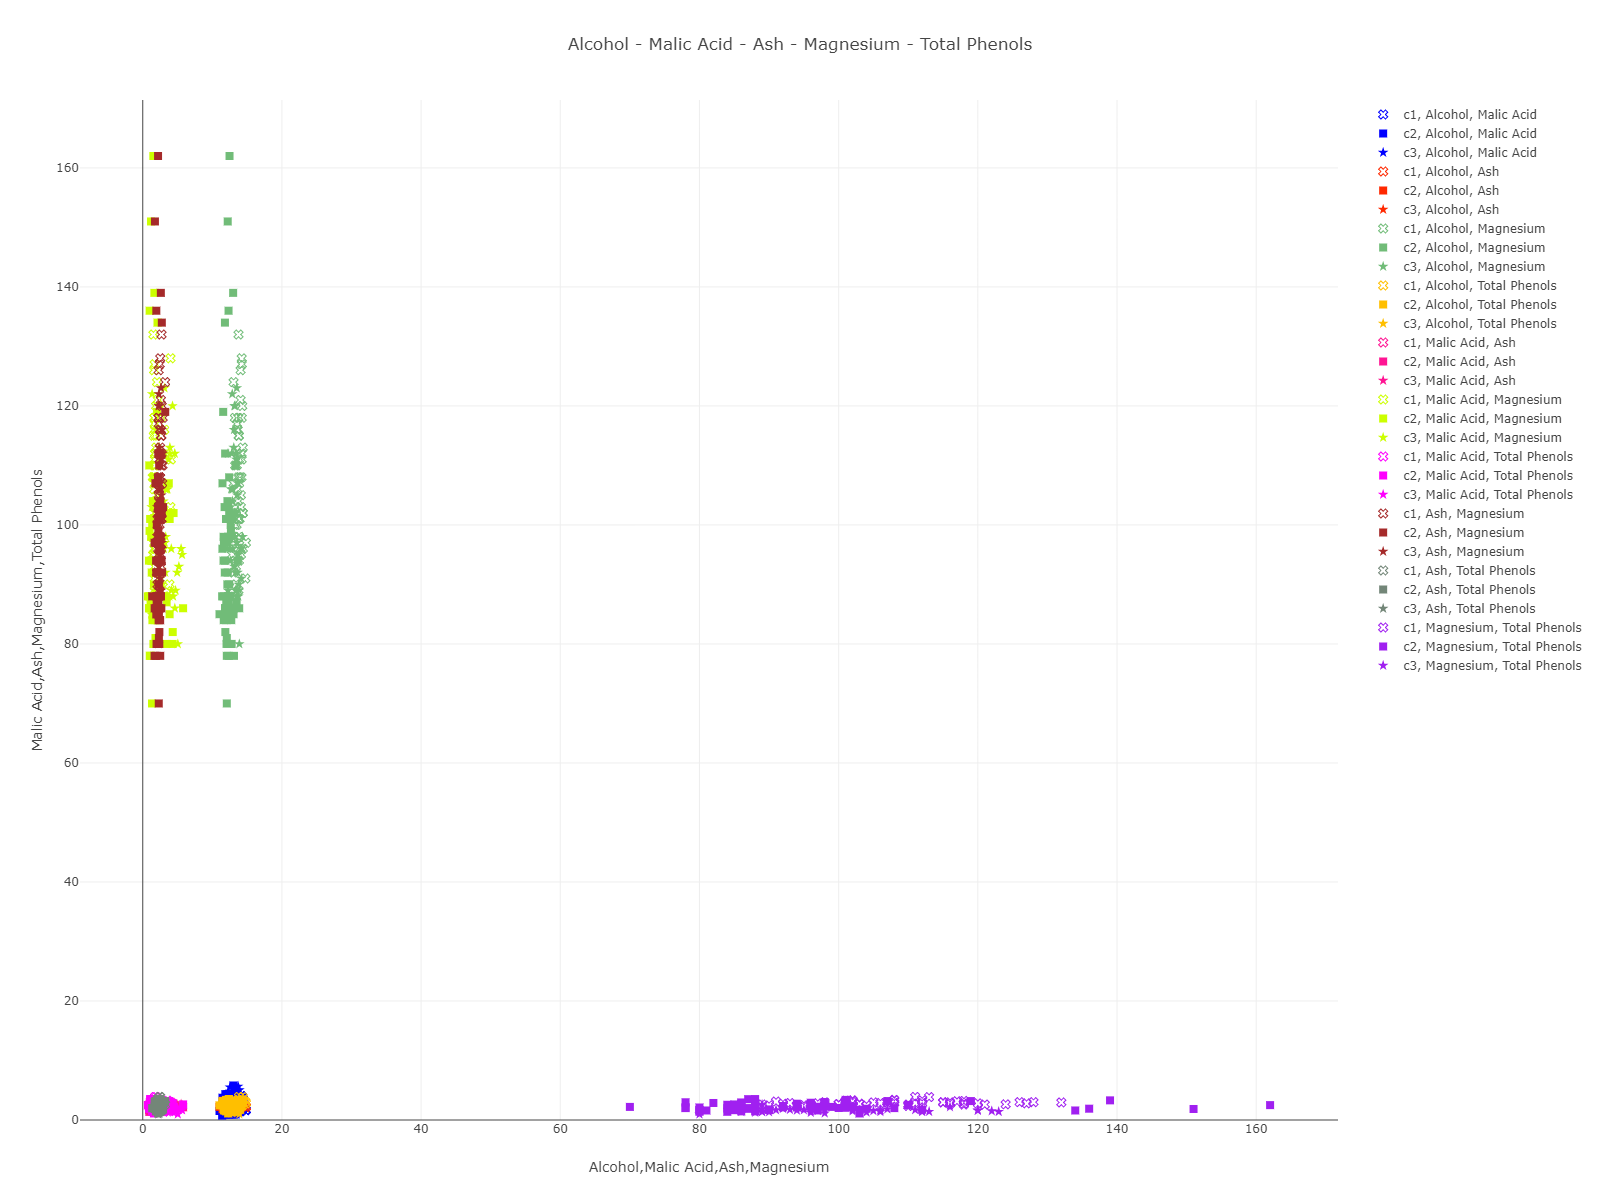 Alcohol - Malic Acid - Ash - Magnesium - Total Phenols
Malic Acid,Ash,Magnesium,Total Phenols
160
140
120
100
80
60
40
20
0
0 20 40 60 80 100 120 140 160
Alcohol,Malic Acid,Ash,Magnesium
c1, Alcohol, Malic Acid
c2, Alcohol, Malic Acid
c3, Alcohol, Malic Acid
c1, Alcohol, Ash
c2, Alcohol, Ash
c3, Alcohol, Ash
c1, Alcohol, Magnesium
c2, Alcohol, Magnesium
c3, Alcohol, Magnesium
c1, Alcohol, Total Phenols
c2, Alcohol, Total Phenols
c3, Alcohol, Total Phenols
c1, Malic Acid, Ash
c2, Malic Acid, Ash
c3, Malic Acid, Ash
c1, Malic Acid, Magnesium
c2, Malic Acid, Magnesium
c3, Malic Acid, Magnesium
c1, Malic Acid, Total Phenols
c2, Malic Acid, Total Phenols
c3, Malic Acid, Total Phenols
c1, Ash, Magnesium
c2, Ash, Magnesium
c3, Ash, Magnesium
c1, Ash, Total Phenols
c2, Ash, Total Phenols
c3, Ash, Total Phenols
c1, Magnesium, Total Phenols
c2, Magnesium, Total Phenols
c3, Magnesium, Total Phenols